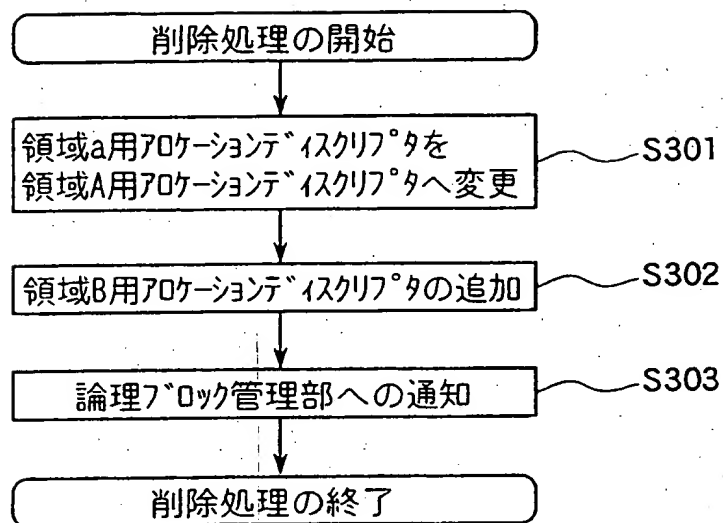 削除処理の開始
領域a用ｱﾛｹｰｼｮﾝﾃﾞｨｽｸﾘﾌﾟﾀを
領域A用ｱﾛｹｰｼｮﾝﾃﾞｨｽｸﾘﾌﾟﾀへ変更
S301
領域B用ｱﾛｹｰｼｮﾝﾃﾞｨｽｸﾘﾌﾟﾀの追加
S302
論理ﾌﾞﾛｯｸ管理部への通知
S303
削除処理の終了